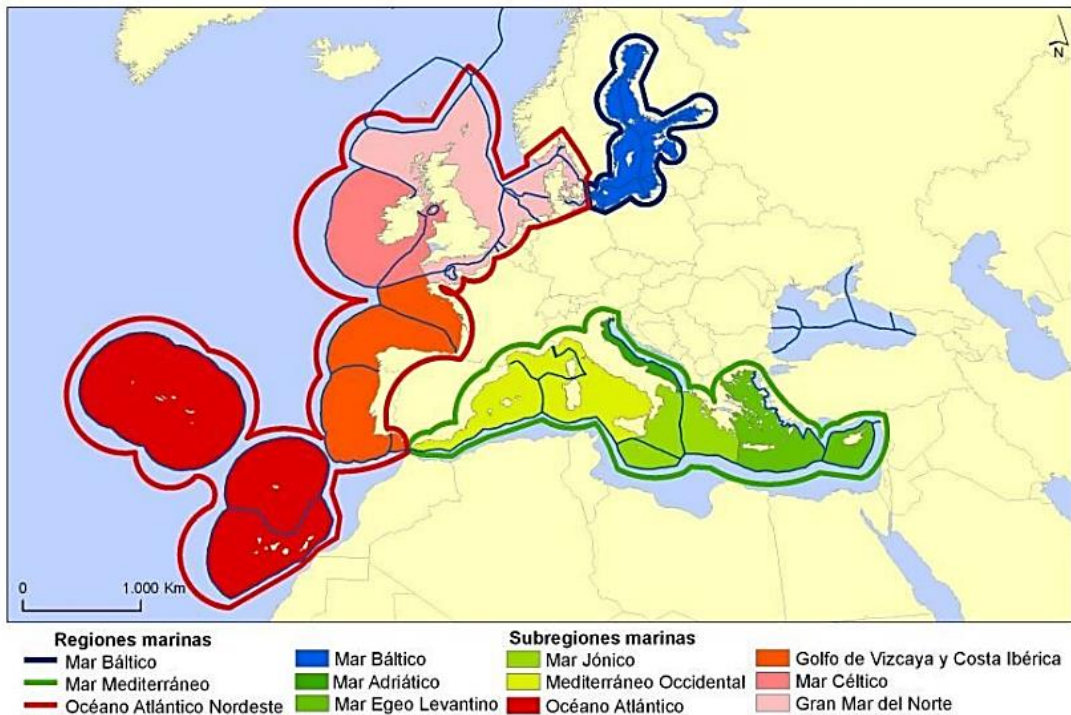 N
0 1.000 Km
Regiones marinas
Mar Báltico
Mar Mediterráneo
Océano Atlántico Nordeste
Subregiones marinas
Mar Báltico
Mar Adriático
Mar Egeo Levantino
Mar Jónico
Mediterráneo Occidental
Océano Atlántico
Golfo de Vizcaya y Costa Ibérica
Mar Céltico
Gran Mar del Norte